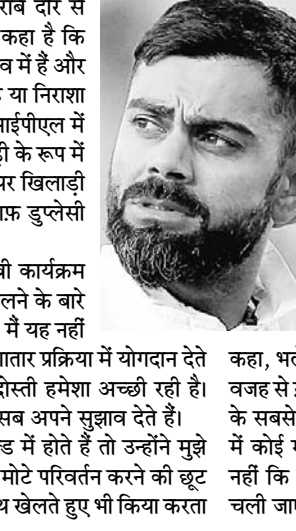 राब दौर से
कहा है कि
व में हैं और
या निराशा
आईपीएल में
ड़ी के रूप में
पर खिलाड़ी
डुप्लेसी
कार्यक्रम
लने के बारे
मैं यह नहीं
गातार प्रक्रिया में योगदान देते
दोस्ती हमेशा अच्छी रही है।
सब अपने सुझाव देते हैं।
ड में होते हैं तो उन्होंने मुझे
मोटे परिवर्तन करने की छूट
थ खेलते हुए भी किया करता
कहा, भले
वजह से
के सबसे
में कोई
नहीं कि
चली जाए